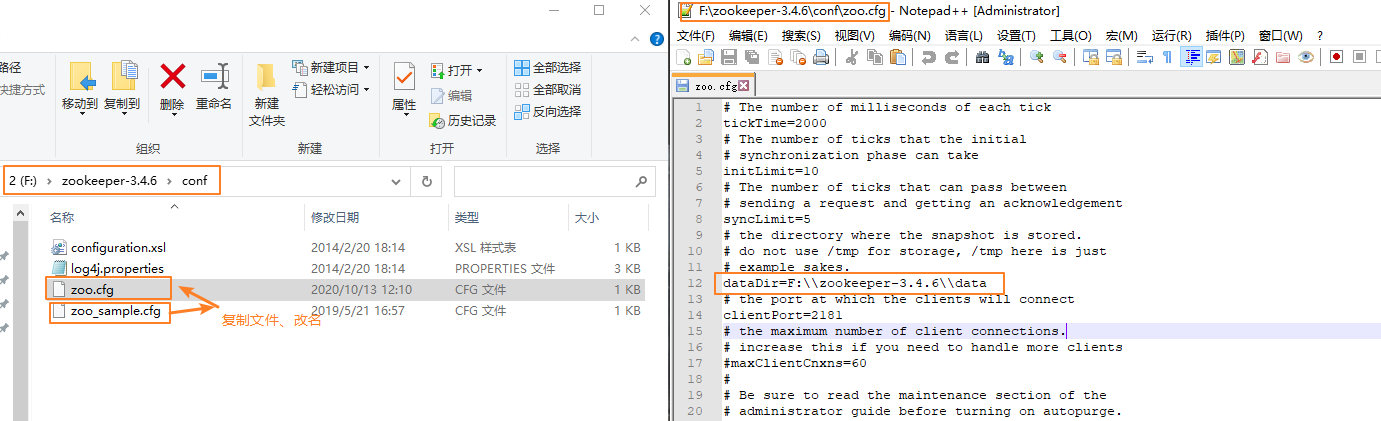 路径
快捷方式
移动到
复制到
删除
重命名
新建
文件夹
新建项目
轻松访问
属性
打开
编辑
历史记录
全部选择
全部取消
反向选择
组织
新建
打开
选择
2 (F:) > zookeeper-3.4.6 > conf
名称 修改日期 类型 大小
configuration.xsl 2014/2/20 18:14 XSL 样式表 1 KB
log4j.properties 2014/2/20 18:14 PROPERTIES 文件 3 KB
zoo.cfg 2020/10/13 12:10 CFG 文件 1 KB
zoo_sample.cfg 2019/5/21 16:57 CFG 文件 1 KB
复制文件、改名
F:\zookeeper-3.4.6\conf\zoo.cfg - Notepad++ [Administrator]
文件(F) 编辑(E) 搜索(S) 视图(V) 编码(N) 语言(L) 设置(T) 工具(O) 宏(M) 运行(R) 插件(P) 窗口(W) ?
zoo.cfg
1 # The number of milliseconds of each tick
2 tickTime=2000
3 # The number of ticks that the initial
4 # synchronization phase can take
5 initLimit=10
6 # The number of ticks that can pass between
7 # sending a request and getting an acknowledgement
8 syncLimit=5
9 # the directory where the snapshot is stored.
10 # do not use /tmp for storage, /tmp here is just
11 # example sakes.
12 dataDir=F:\\zookeeper-3.4.6\\data
13 # the port at which the clients will connect
14 clientPort=2181
15 # the maximum number of client connections.
16 # increase this if you need to handle more clients
17 #maxClientCnxns=60
18 #
19 # Be sure to read the maintenance section of the
20 # administrator guide before turning on autopurge.